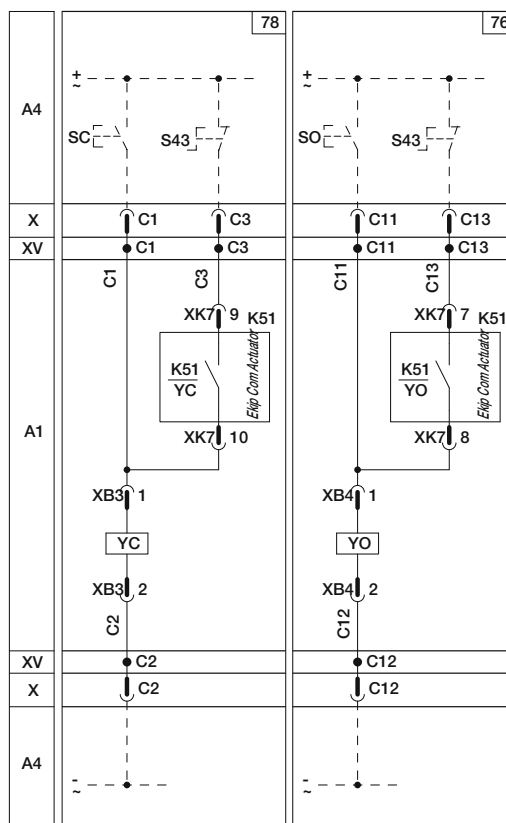 78
76
+
~
+
~
A4
SC
S43
SO
S43
X
C1
C3
C11
C13
XV
C1
C3
C11
C13
C1
C3
C11
C13
XK7 9
K51
XK7 7
K51
A1
K51
YC
Ekip Com Actuator
K51
YO
Ekip Com Actuator
XK7 10
XK7 8
XB3 1
XB4 1
YC
YO
XB3 2
XB4 2
C2
C12
XV
C2
C12
X
C2
C12
A4
-
~
-
~